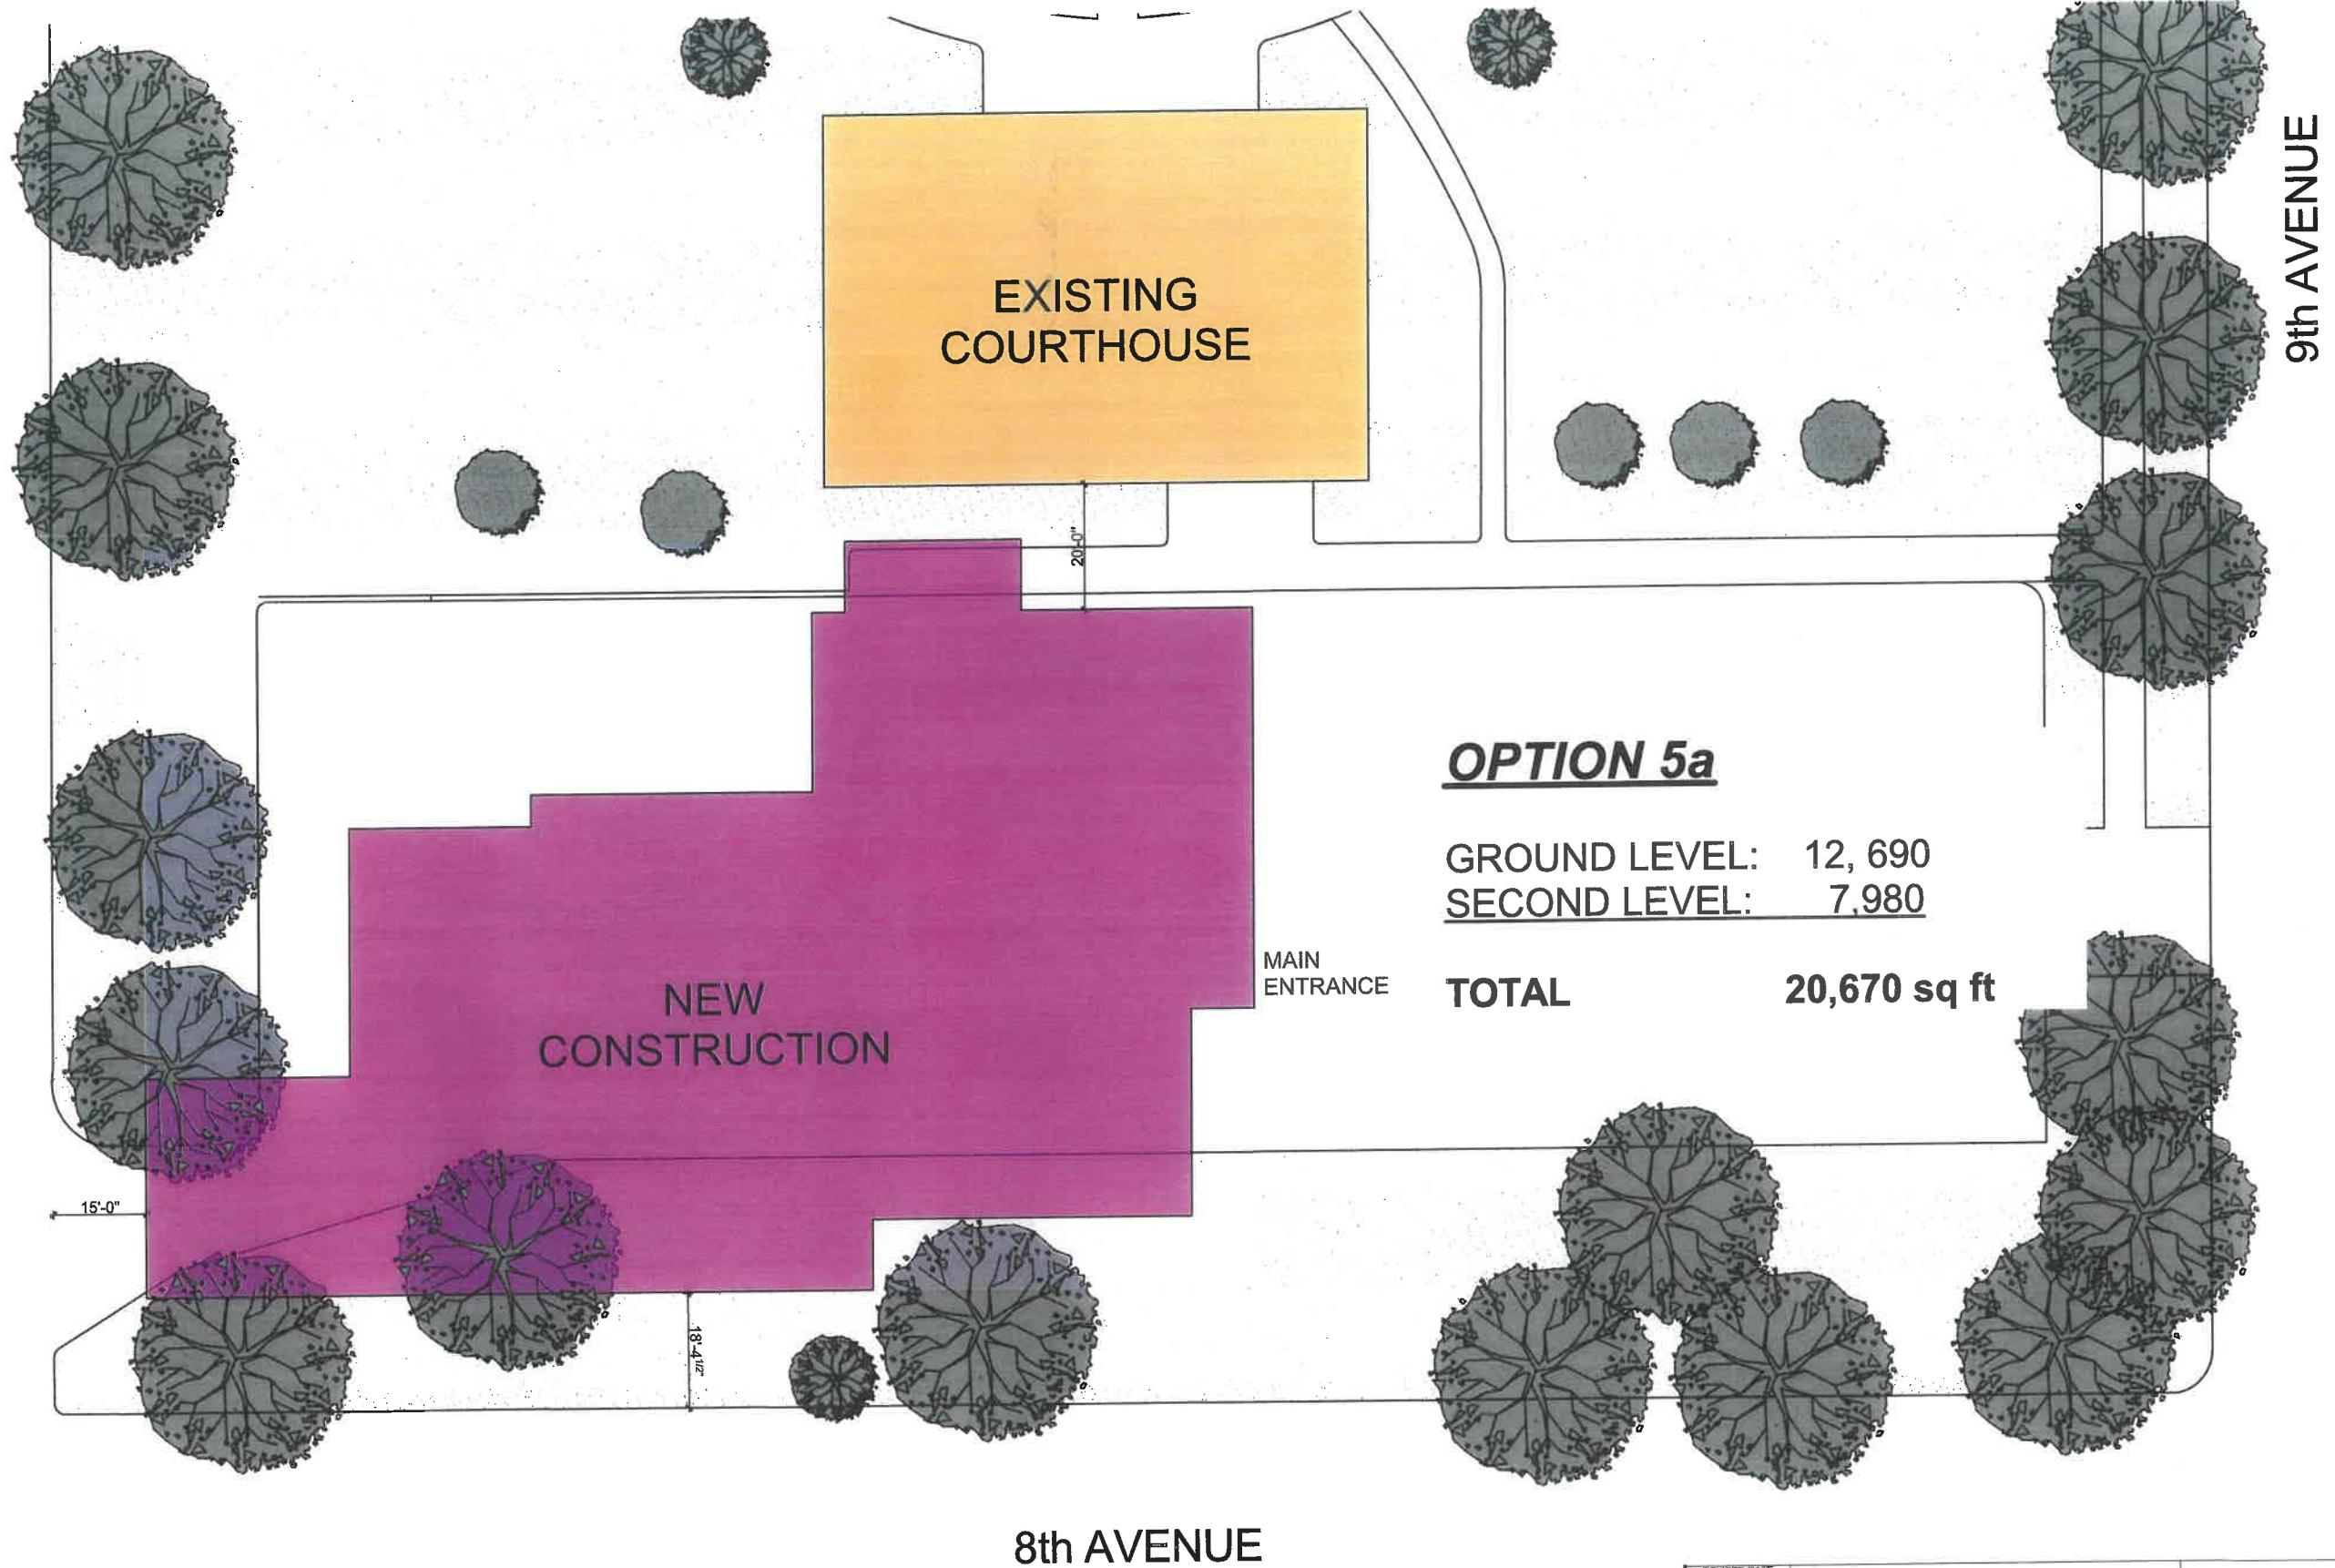 9th AVENUE
EXISTING
COURTHOUSE
20'-0"
OPTION 5a
GROUND LEVEL: 12, 690
SECOND LEVEL: 7,980
MAIN
ENTRANCE
TOTAL 20,670 sq ft
NEW
CONSTRUCTION
15'-0"
18'-4 1/2"
8th AVENUE